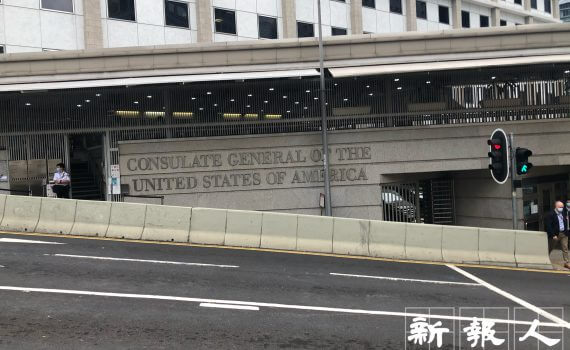 CONSULATE GENERAL OF THE
UNITED STATES OF AMERICA
新報人